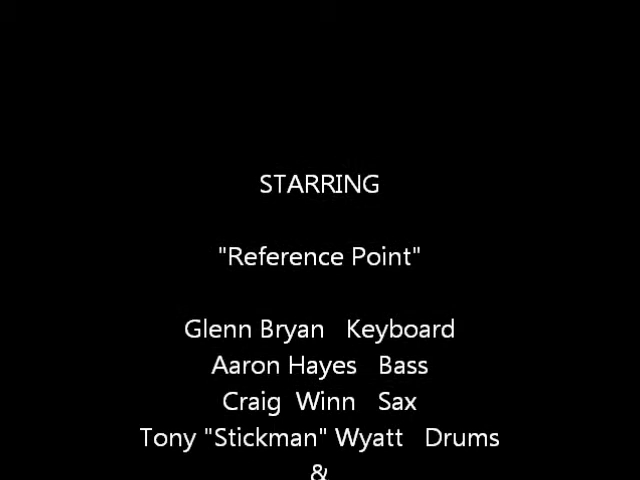 STARRING
"Reference Point"
Glenn Bryan Keyboard
Aaron Hayes Bass
Craig Winn Sax
Tony "Stickman" Wyatt Drums
&